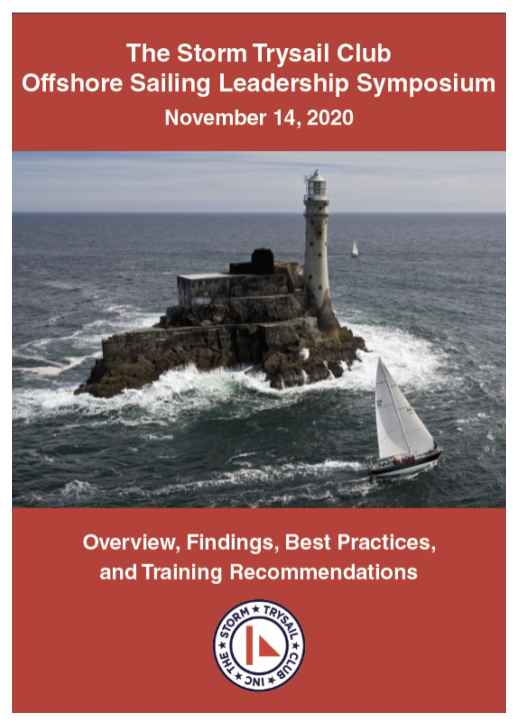 The Storm Trysail Club
Offshore Sailing Leadership Symposium
November 14, 2020
Overview, Findings, Best Practices,
and Training Recommendations
★ THE ★ STORM ★ TRYSAIL ★ CLUB ★ INC